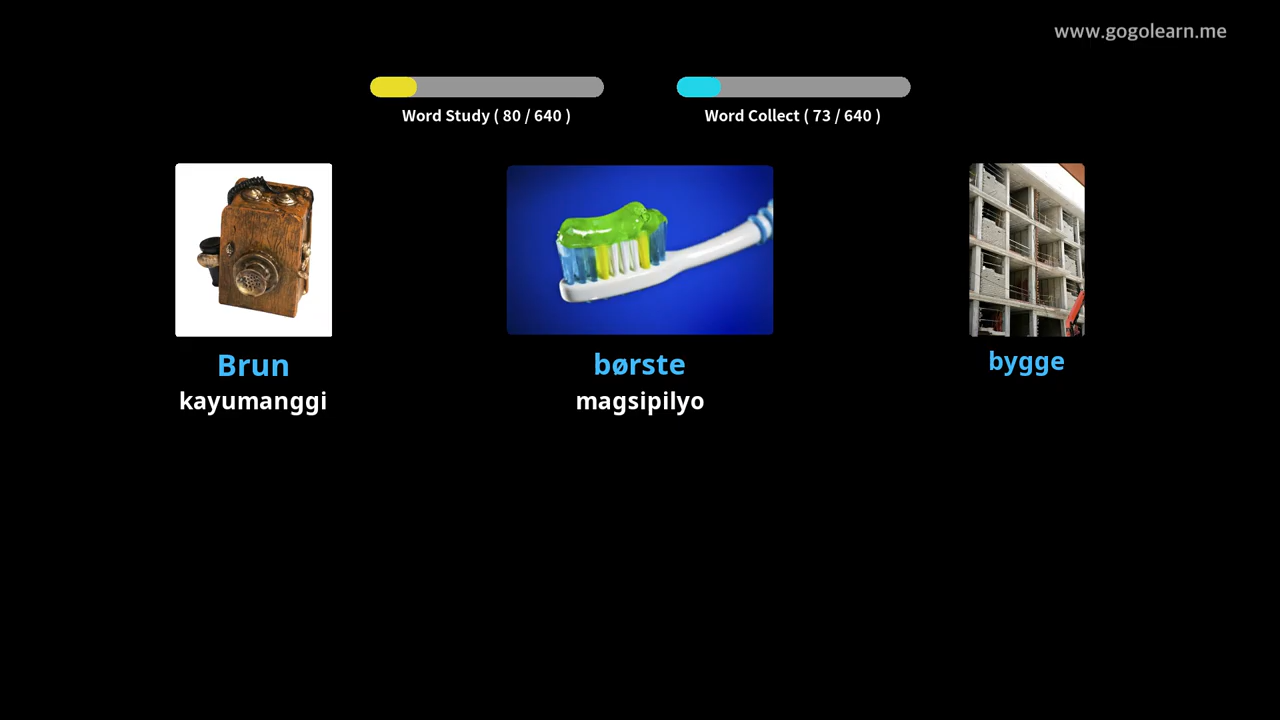 www.gogolearn.me
Word Study ( 80 / 640 )
Word Collect ( 73 / 640 )
Brun
kayumanggi
børste
magsipilyo
bygge